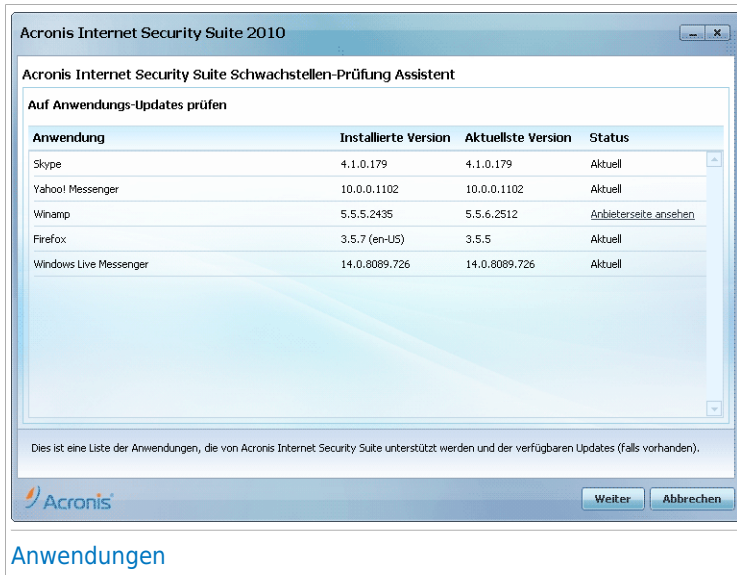 Acronis Internet Security Suite 2010
Acronis Internet Security Suite Schwachstellen-Prüfung Assistent
Auf Anwendungs-Updates prüfen
Anwendung Installierte Version Aktuellste Version Status
Skype 4.1.0.179 4.1.0.179 Aktuell
Yahoo! Messenger 10.0.0.1102 10.0.0.1102 Aktuell
Winamp 5.5.5.2435 5.5.6.2512 Anbieterseite ansehen
Firefox 3.5.7 (en-US) 3.5.5 Aktuell
Windows Live Messenger 14.0.8089.726 14.0.8089.726 Aktuell
Dies ist eine Liste der Anwendungen, die von Acronis Internet Security Suite unterstützt werden und der verfügbaren Updates (falls vorhanden).
Acronis Weiter Abbrechen
Anwendungen